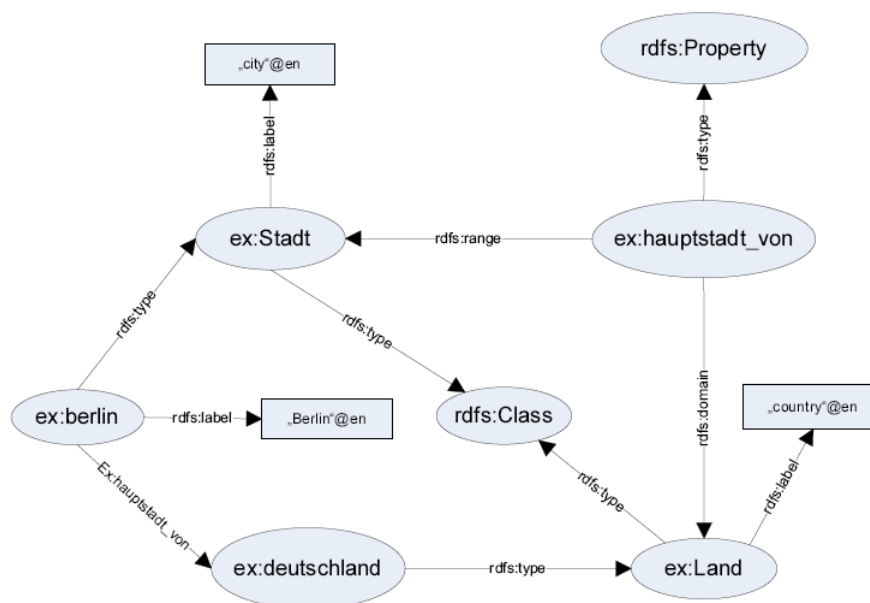 rdfs:Property
„city“@en
rdfs:label
rdfs:type
ex:Stadt
rdfs:range
ex:hauptstadt_von
rdfs:type
rdfs:type
rdfs:domain
ex:berlin
rdfs:label
„Berlin“@en
rdfs:Class
„country“@en
Ex:hauptstadt_von
rdfs:type
rdfs:label
ex:deutschland
rdfs:type
ex:Land